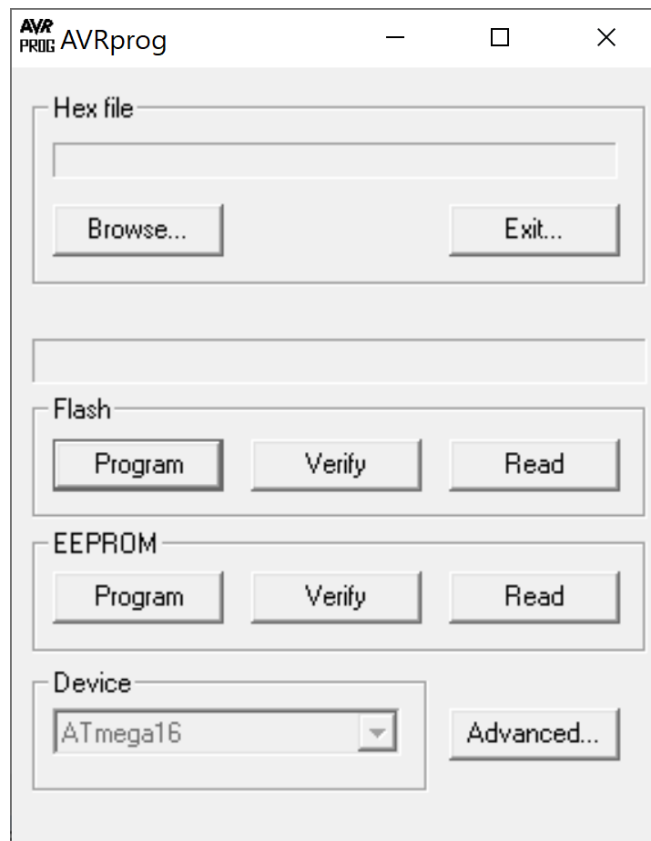 AVR PROG AVRprog
Hex file
Browse... Exit...
Flash
Program Verify Read
EEPROM
Program Verify Read
Device
ATmega16 Advanced...